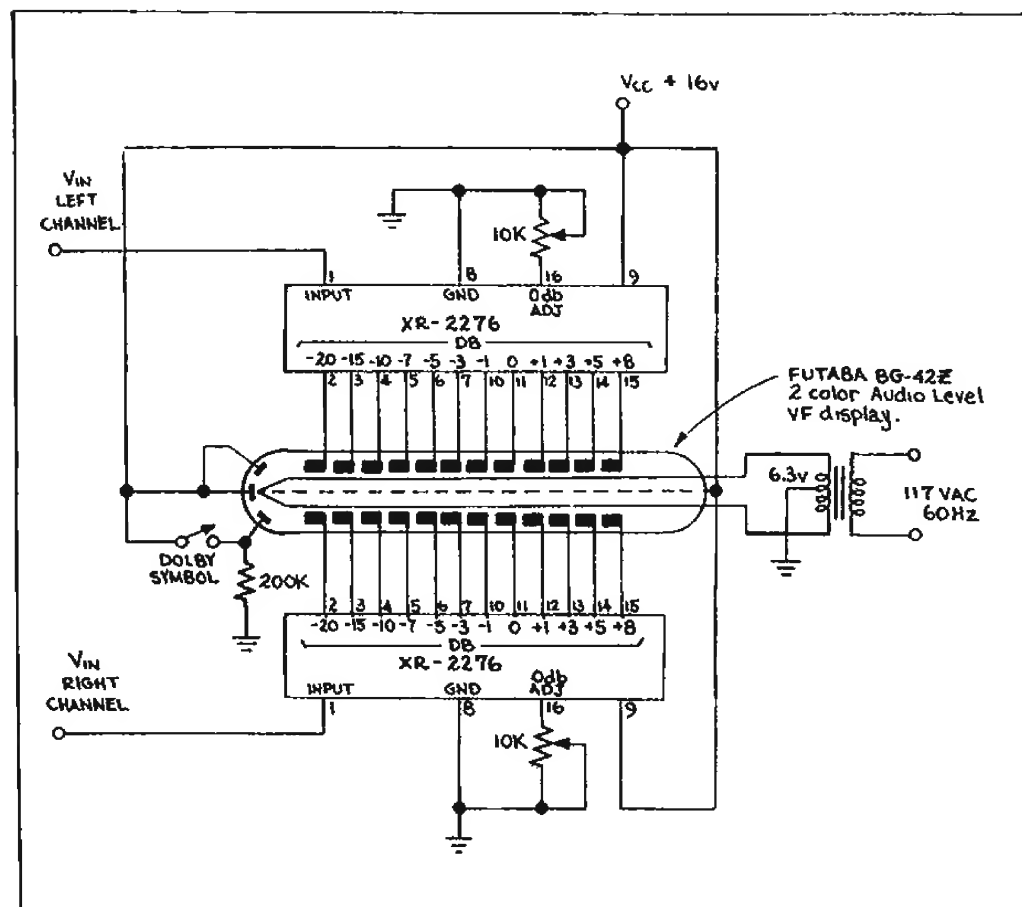 VCC + 16V
VIN
LEFT
CHANNEL
10K
1 8 16 9
INPUT GND 0db
ADJ
XR-2276
DB
-20 -15 -10 -7 -5 -3 -1 0 +1 +3 +5 +8
2 3 4 5 6 7 10 11 12 13 14 15
FUTABA BG-42Z
2 color Audio Level
VF display.
6.3v
117 VAC
60Hz
DOLBY
SYMBOL
200K
2 3 4 5 6 7 10 11 12 13 14 15
-20 -15 -10 -7 -5 -3 -1 0 +1 +3 +5 +8
DB
XR-2276
INPUT GND 0db
ADJ
1 8 16 9
VIN
RIGHT
CHANNEL
10K